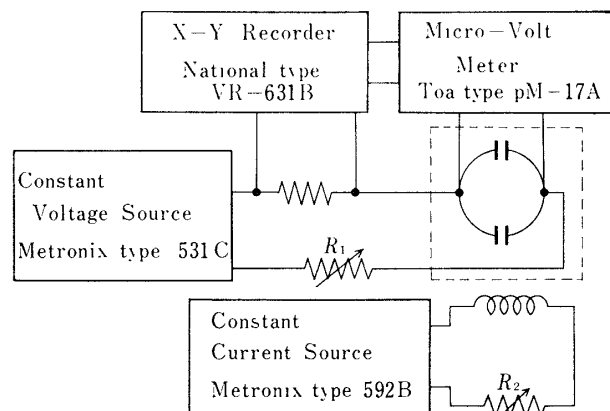 X-Y Recorder
National type
VR-631B
Micro-Volt
Meter
Toa type pM-17A
Constant
Voltage Source
Metronix type 531C
R1
Constant
Current Source
Metronix type 592B
R2